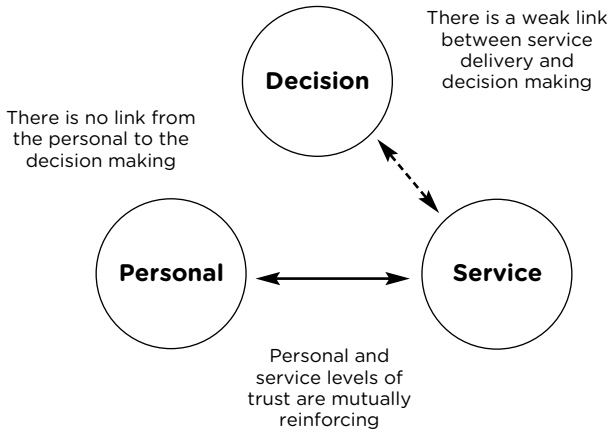 There is a weak link
between service
delivery and
decision making
Decision
There is no link from
the personal to the
decision making
Personal
Service
Personal and
service levels of
trust are mutually
reinforcing